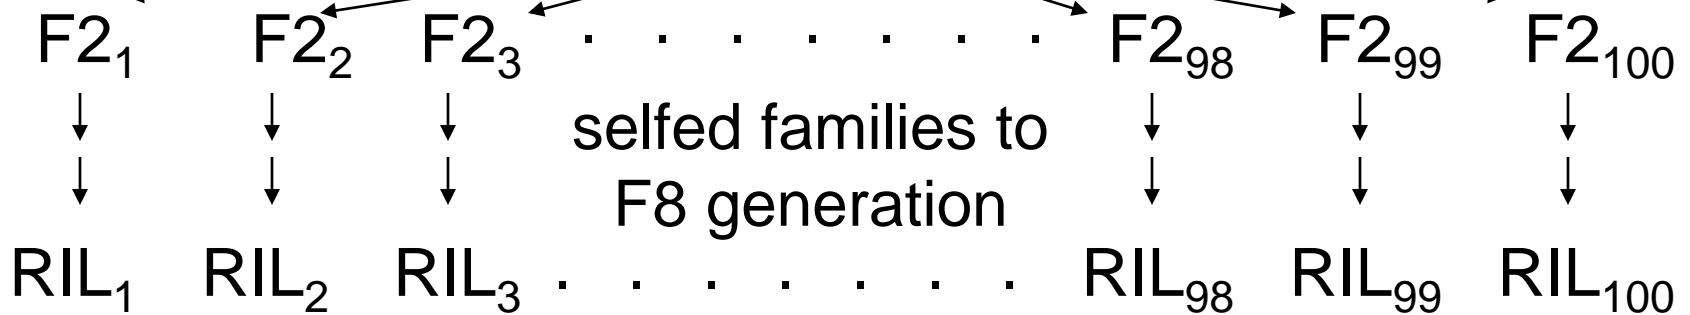 F2₁ F2₂ F2₃ . . . . . . . F2₉₈ F2₉₉ F2₁₀₀
selfed families to
F8 generation
RIL₁ RIL₂ RIL₃ . . . . . . . RIL₉₈ RIL₉₉ RIL₁₀₀